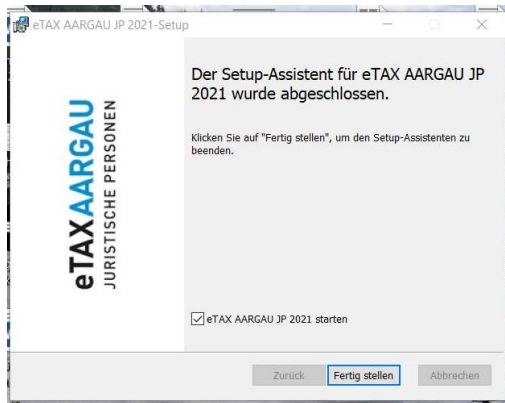 eTAX AARGAU JP 2021-Setup
Der Setup-Assistent für eTAX AARGAU JP
2021 wurde abgeschlossen.
Klicken Sie auf "Fertig stellen", um den Setup-Assistenten zu
beenden.
eTAXAARGAU
JURISTISCHE PERSONEN
eTAX AARGAU JP 2021 starten
Zurück
Fertig stellen
Abbrechen